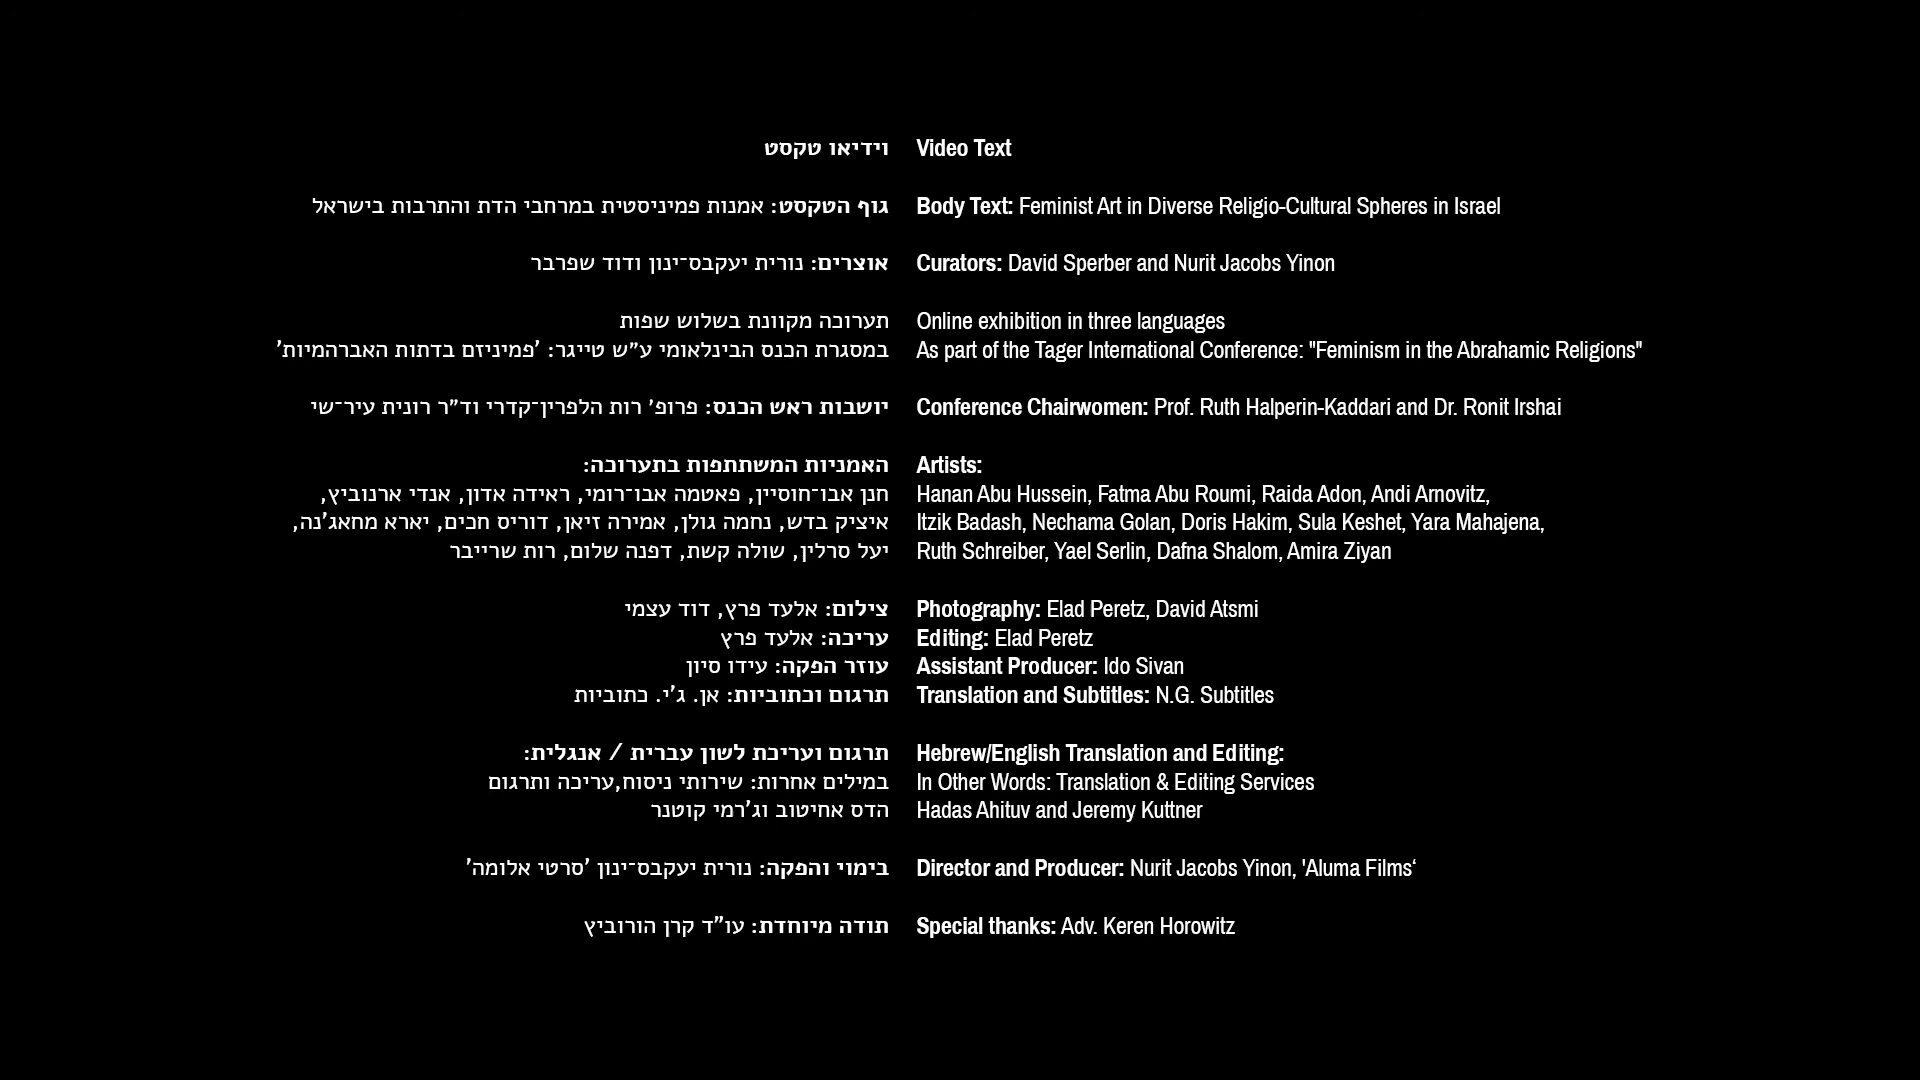 וידיאו טקסט
גוף הטקסט: אמנות פמיניסטית במרחבי הדת והתרבות בישראל
אוצרים: נורית יעקבס־ינון ודוד שפרבר
תערוכה מקוונת בשלוש שפות
במסגרת הכנס הבינלאומי ע״ש טייגר: ׳פמיניזם בדתות האברהמיות׳
יושבות ראש הכנס: פרופ׳ רות הלפרין־קדרי וד״ר רונית עיר־שי
האמניות המשתתפות בתערוכה:
חנן אבו־חוסיין, פאטמה אבו־רומי, ראידה אדון, אנדי ארנוביץ,
איציק בדש, נחמה גולן, אמירה זיאן, דוריס חכים, יארא מחאג׳נה,
יעל סרלין, שולה קשת, דפנה שלום, רות שרייבר
צילום: אלעד פרץ, דוד עצמי
עריכה: אלעד פרץ
עוזר הפקה: עידו סיון
תרגום וכתוביות: אן. ג׳י. כתוביות
תרגום ועריכת לשון עברית / אנגלית:
במילים אחרות: שירותי ניסוח,עריכה ותרגום
הדס אחיטוב וג׳רמי קוטנר
בימוי והפקה: נורית יעקבס־ינון ׳סרטי אלומה׳
תודה מיוחדת: עו״ד קרן הורוביץ
Video Text
Body Text: Feminist Art in Diverse Religio-Cultural Spheres in Israel
Curators: David Sperber and Nurit Jacobs Yinon
Online exhibition in three languages
As part of the Tager International Conference: "Feminism in the Abrahamic Religions"
Conference Chairwomen: Prof. Ruth Halperin-Kaddari and Dr. Ronit Irshai
Artists:
Hanan Abu Hussein, Fatma Abu Roumi, Raida Adon, Andi Arnovitz,
Itzik Badash, Nechama Golan, Doris Hakim, Sula Keshet, Yara Mahajena,
Ruth Schreiber, Yael Serlin, Dafna Shalom, Amira Ziyan
Photography: Elad Peretz, David Atsmi
Editing: Elad Peretz
Assistant Producer: Ido Sivan
Translation and Subtitles: N.G. Subtitles
Hebrew/English Translation and Editing:
In Other Words: Translation & Editing Services
Hadas Ahituv and Jeremy Kuttner
Director and Producer: Nurit Jacobs Yinon, 'Aluma Films‘
Special thanks: Adv. Keren Horowitz